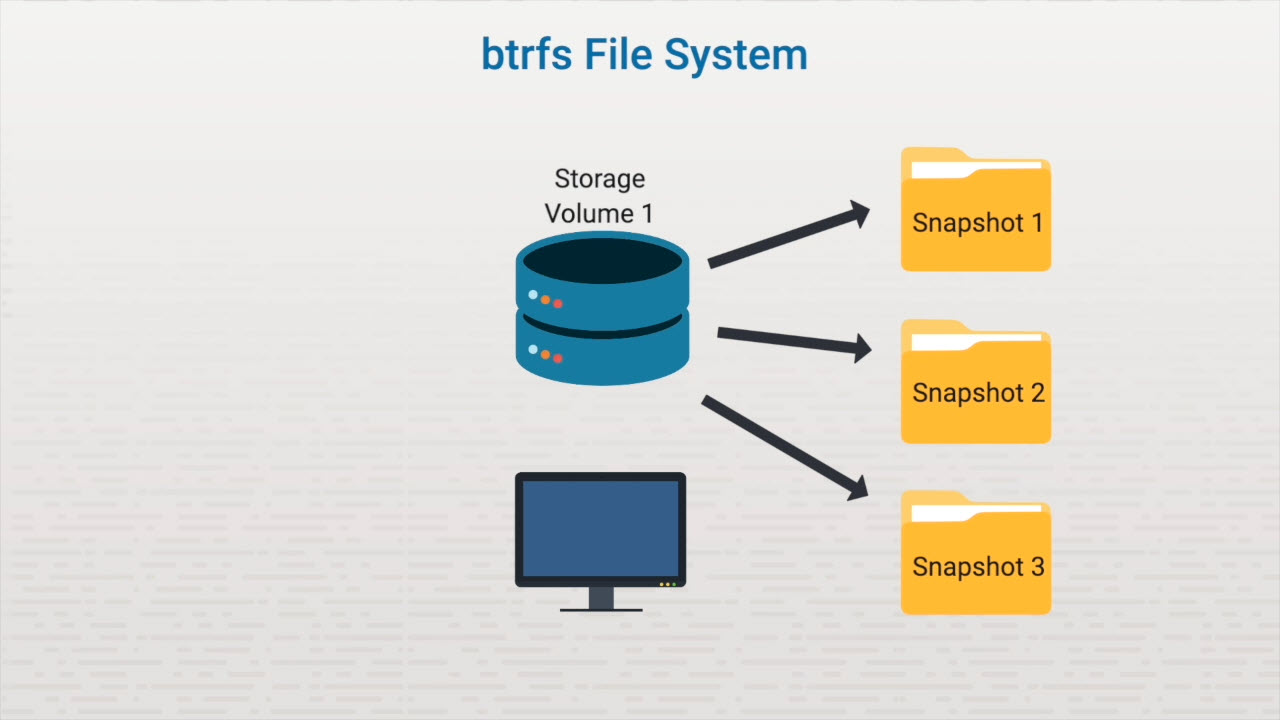 btrfs File System
Storage
Volume 1
Snapshot 1
Snapshot 2
Snapshot 3